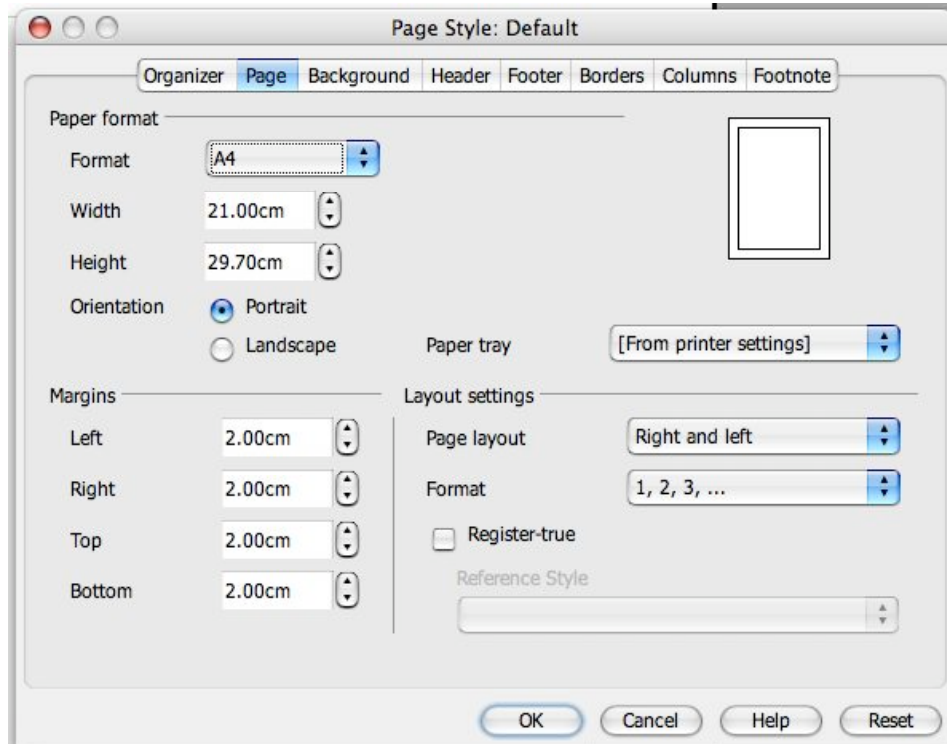 Page Style: Default
Organizer Page Background Header Footer Borders Columns Footnote
Paper format
Format A4
Width 21.00cm
Height 29.70cm
Orientation Portrait
Landscape Paper tray [From printer settings]
Margins Layout settings
Left 2.00cm Page layout Right and left
Right 2.00cm Format 1, 2, 3, ...
Top 2.00cm Register-true
Reference Style
Bottom 2.00cm
OK Cancel Help Reset